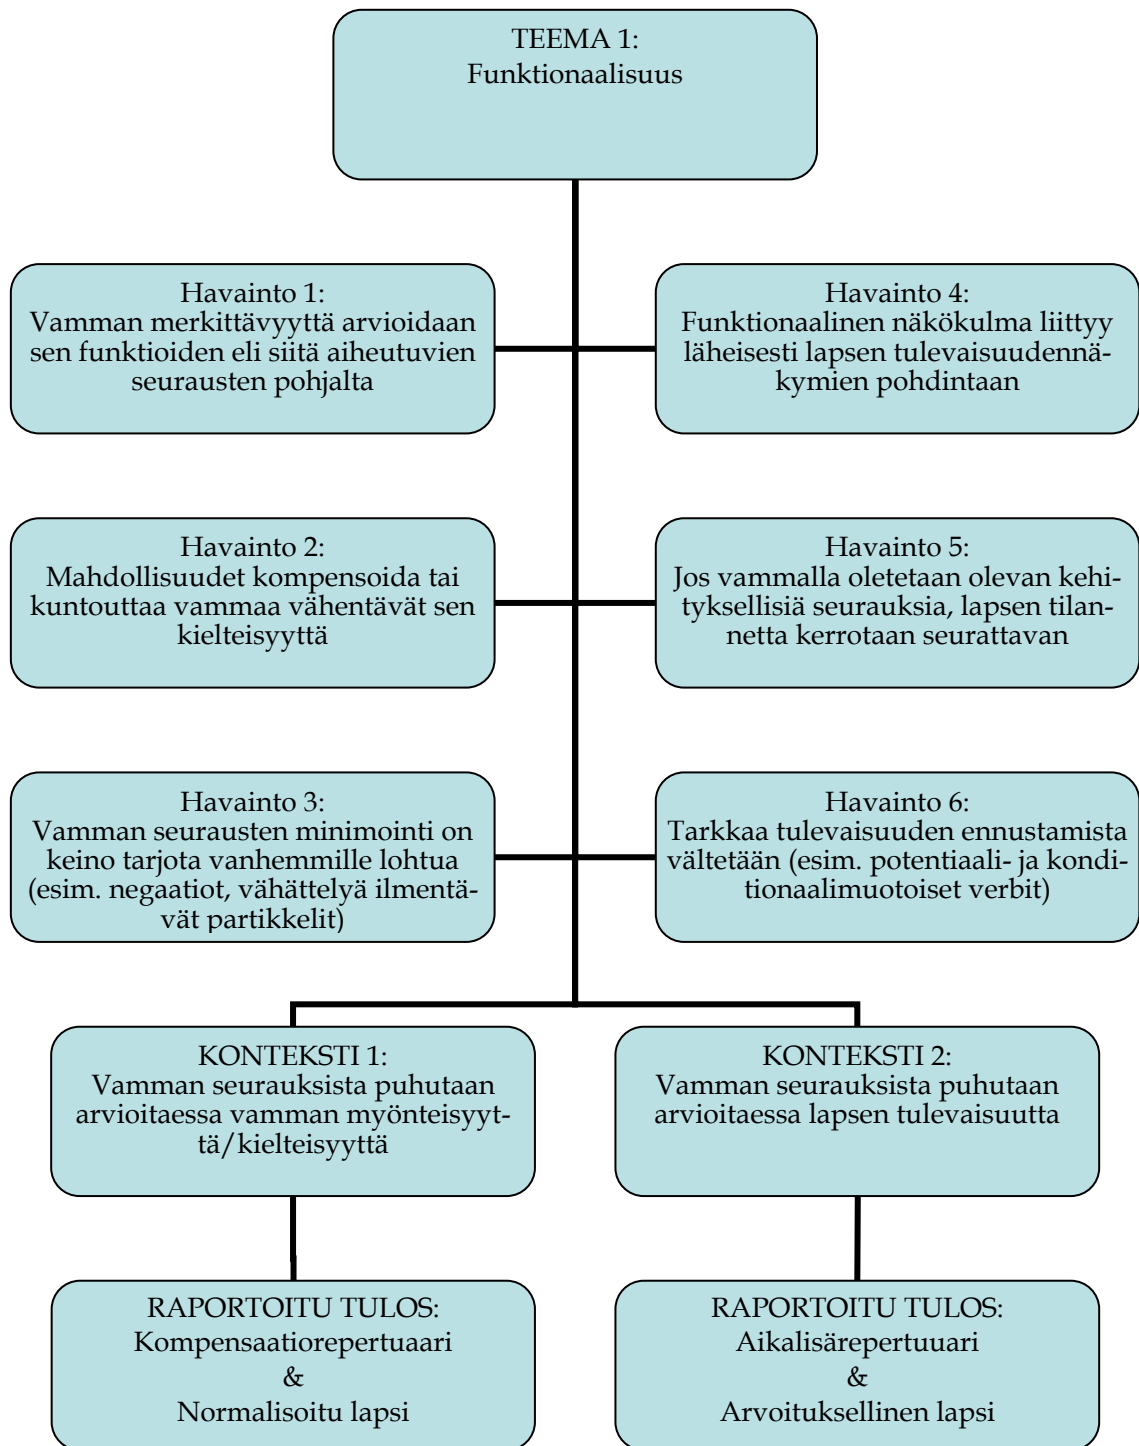 TEEMA 1:
Funktionaalisuus
Havainto 1:
Vamman merkittävyyttä arvioidaan
sen funktioiden eli siitä aiheutuvien
seurausten pohjalta
Havainto 4:
Funktionaalinen näkökulma liittyy
läheisesti lapsen tulevaisuudennä-
kymien pohdintaan
Havainto 2:
Mahdollisuudet kompensoida tai
kuntouttaa vammaa vähentävät sen
kielteisyyttä
Havainto 5:
Jos vammalla oletetaan olevan kehi-
tyksellisiä seurauksia, lapsen tilan-
netta kerrotaan seurattavan
Havainto 3:
Vamman seurausten minimointi on
keino tarjota vanhemmille lohtua
(esim. negaatiot, vähättelyä ilmentä-
vät partikkelit)
Havainto 6:
Tarkkaa tulevaisuuden ennustamista
vältetään (esim. potentiaali- ja kondi-
tionaalimuotoiset verbit)
KONTEKSTI 1:
Vamman seurauksista puhutaan
arvioitaessa vamman myönteisyyt-
tä/kielteisyyttä
KONTEKSTI 2:
Vamman seurauksista puhutaan
arvioitaessa lapsen tulevaisuutta
RAPORTOITU TULOS:
Kompensaatiorepertuaari
&
Normalisoitu lapsi
RAPORTOITU TULOS:
Aikalisärepertuuari
&
Arvoituksellinen lapsi